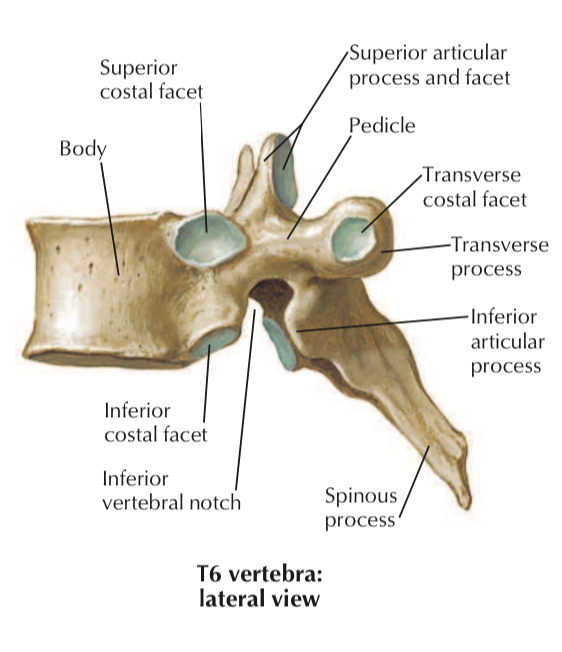 Superior
costal facet
Superior articular
process and facet
Body
Pedicle
Transverse
costal facet
Transverse
process
Inferior
articular
process
Inferior
costal facet
Inferior
vertebral notch
Spinous
process
T6 vertebra:
lateral view